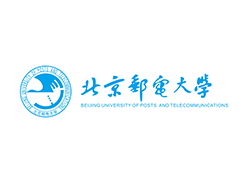 北京郵電大學
BEIJING UNIVERSITY OF POSTS AND TELECOMMUNICATIONS